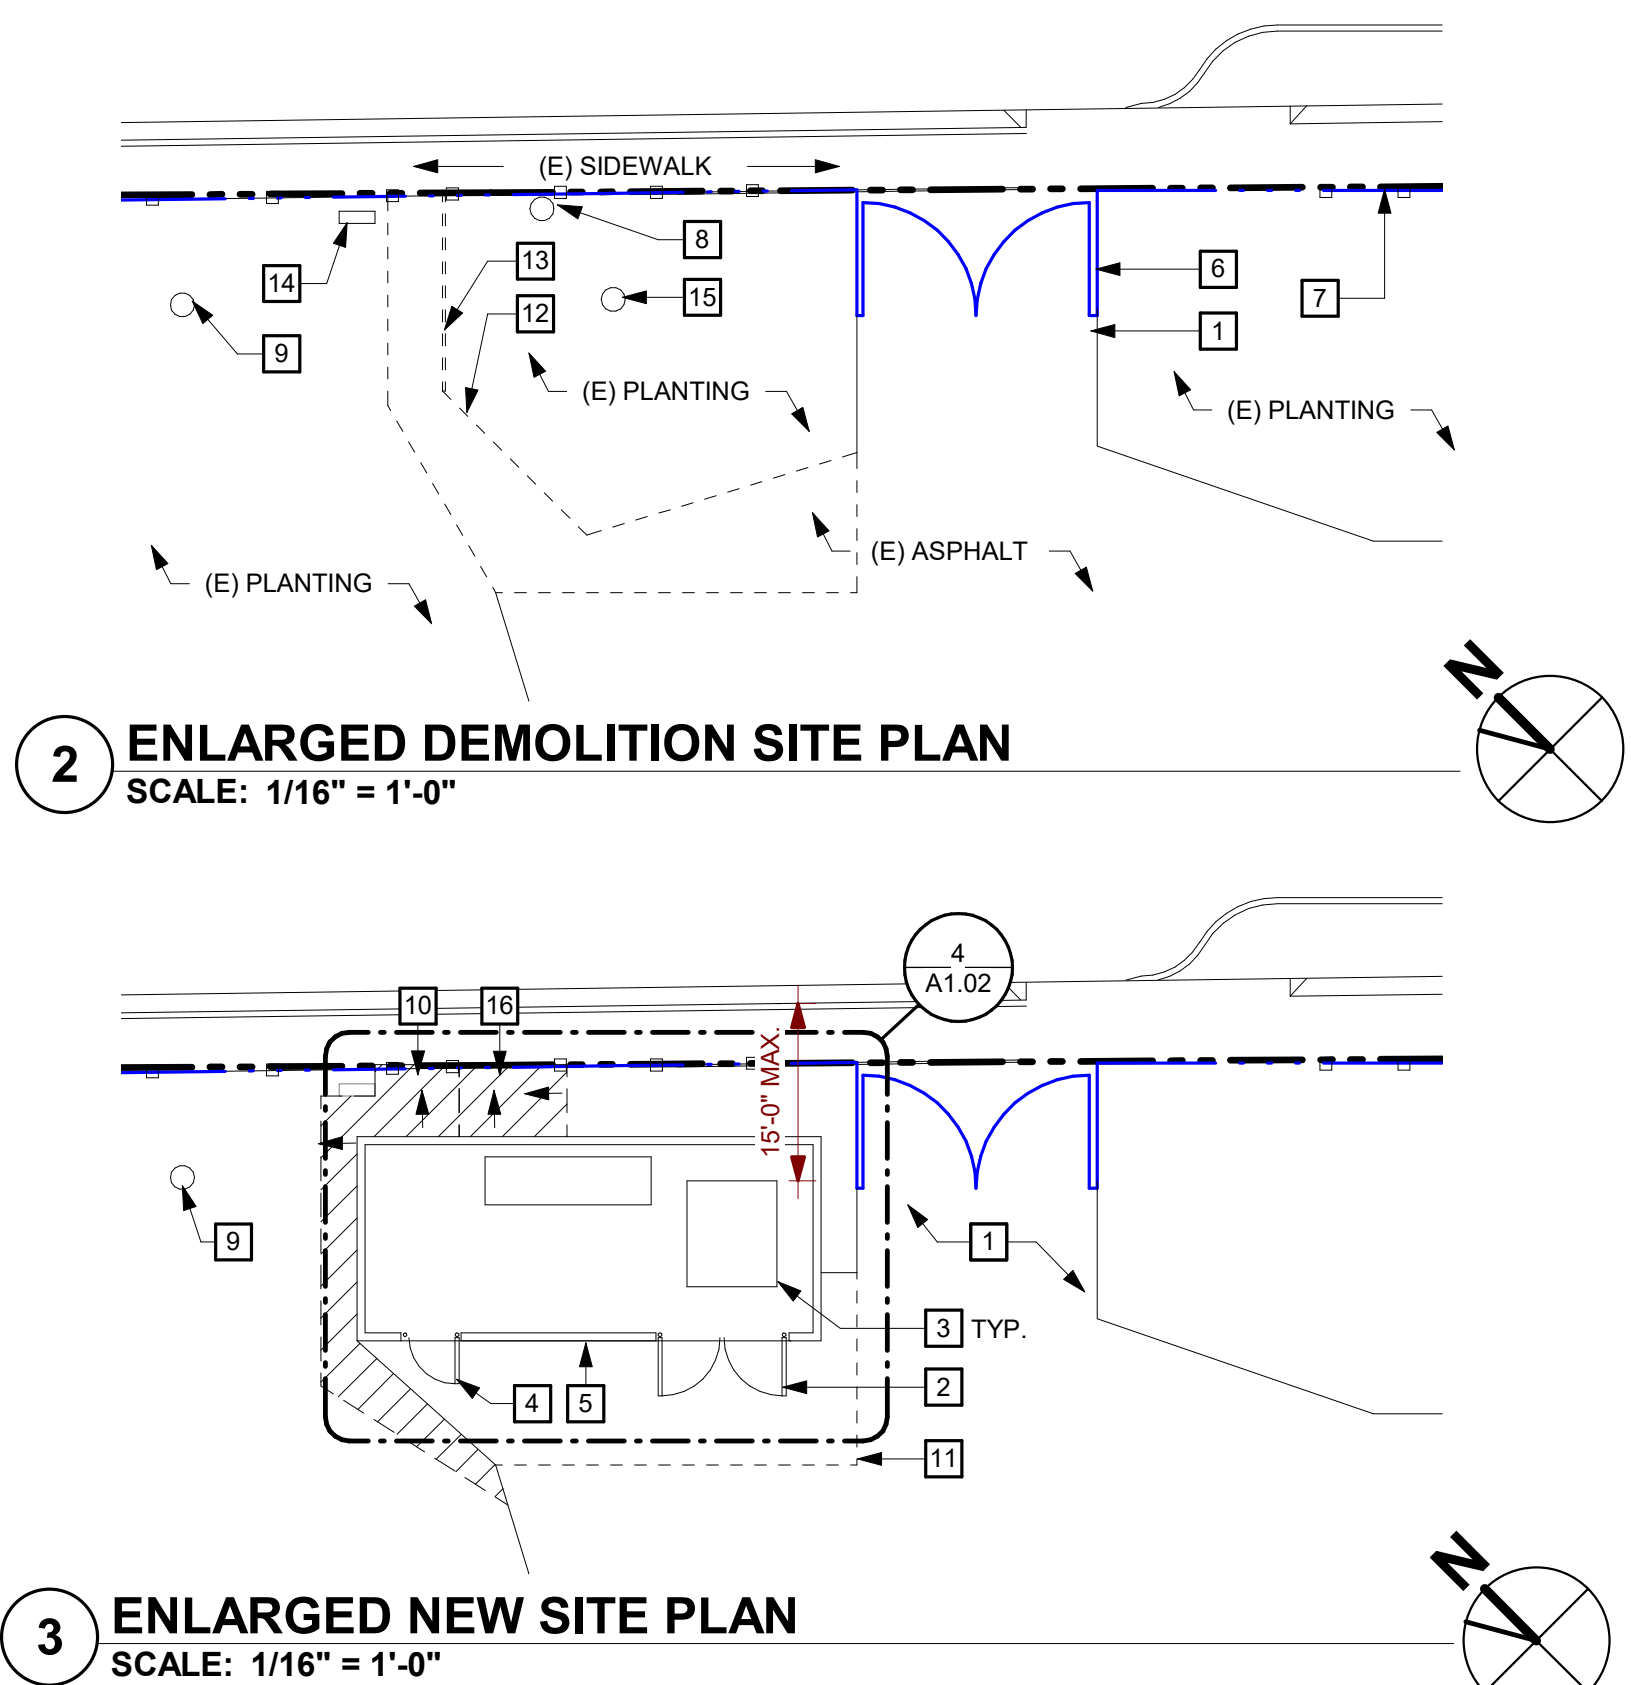 (E) SIDEWALK
8
13
6
14
15
7
12
1
9
(E) PLANTING
(E) PLANTING
(E) ASPHALT
(E) PLANTING
N
2
ENLARGED DEMOLITION SITE PLAN
SCALE: 1/16" = 1'-0"
4
A1.02
10
16
15'-0" MAX.
9
1
3 TYP.
2
4
5
11
N
3
ENLARGED NEW SITE PLAN
SCALE: 1/16" = 1'-0"